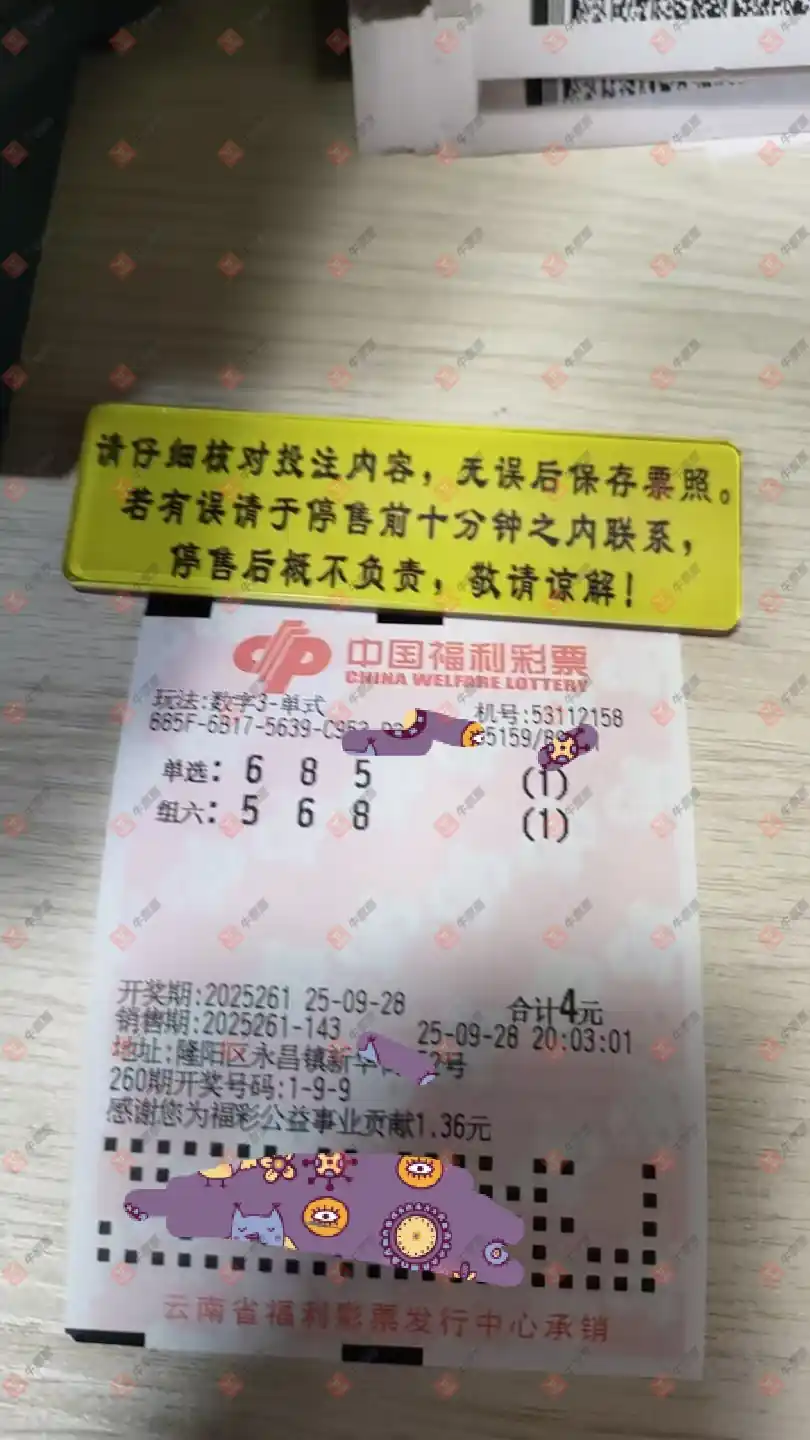 请仔细核对投注内容，无误后保存票照。
若有误请于停售前十分钟之内联系，
停售后概不负责，敬请谅解！
中国福利彩票
CHINA WELFARE LOTTERY
玩法:数字3-单式 机号:53112158
685F-6B17-5639-C953
单选: 6 8 5 (1)
组六: 5 6 8 (1)
开奖期:2025261 25-09-28 合计4元
销售期:2025261-143 25-09-28 20:03:01
地址:隆阳区永昌镇新华 2号
260期开奖号码:1-9-9
感谢您为福彩公益事业贡献1.36元
云南省福利彩票发行中心承销